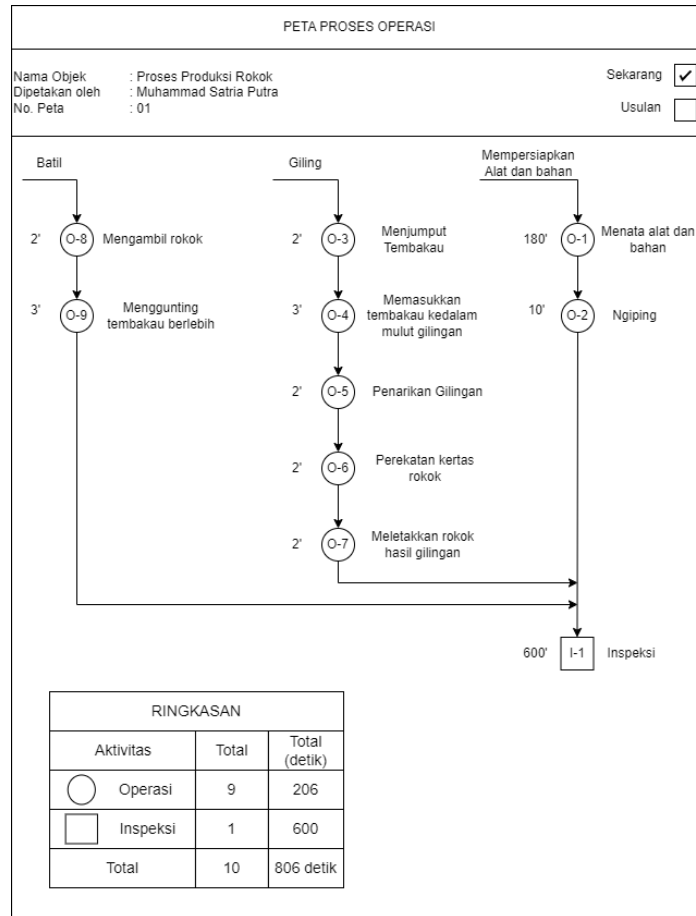 PETA PROSES OPERASI
Nama Objek : Proses Produksi Rokok
Dipetakan oleh : Muhammad Satria Putra
No. Peta : 01
Sekarang ✓
Usulan
Batil
2' O-8 Mengambil rokok
3' O-9 Menggunting
tembakau berlebih
Giling
2' O-3 Menjumput
Tembakau
3' O-4 Memasukkan
tembakau kedalam
mulut gilingan
2' O-5 Penarikan Gilingan
2' O-6 Perekatan kertas
rokok
2' O-7 Meletakkan rokok
hasil gilingan
Mempersiapkan
Alat dan bahan
180' O-1 Menata alat dan
bahan
10' O-2 Ngiping
600' I-1 Inspeksi
RINGKASAN
Aktivitas Total Total
(detik)
Operasi 9 206
Inspeksi 1 600
Total 10 806 detik